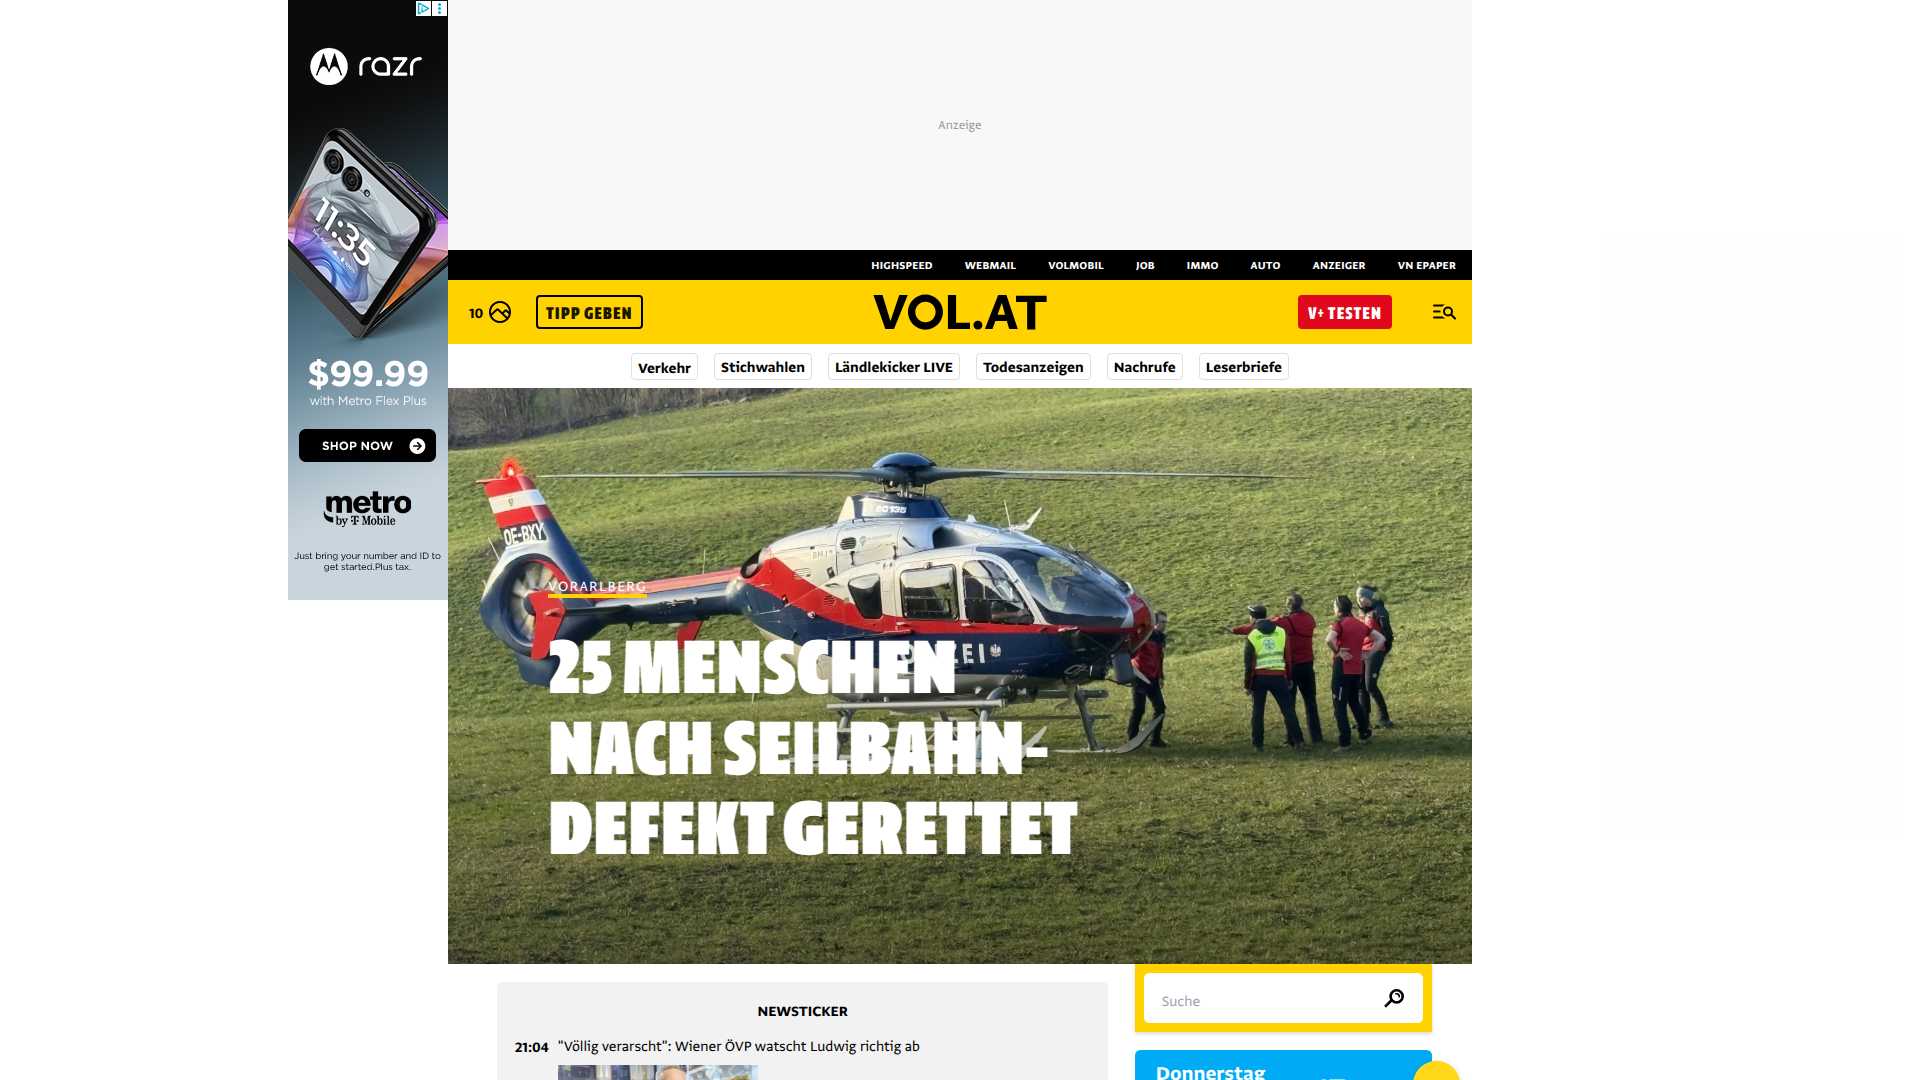 razr
11:35
$99.99
with Metro Flex Plus
SHOP NOW
metro
by T Mobile
Just bring your number and ID to
get started.Plus tax.
Anzeige
HIGHSPEED WEBMAIL VOLMOBIL JOB IMMO AUTO ANZEIGER VN EPAPER
10 TIPP GEBEN VOL.AT V+ TESTEN
Verkehr Stichwahlen Ländlekicker LIVE Todesanzeigen Nachrufe Leserbriefe
OE-BXY
VORARLBERG
25 MENSCHEN
NACH SEILBAHN-
DEFEKT GERETTET
Suche
NEWSTICKER
21:04 "Völlig verarscht": Wiener ÖVP watscht Ludwig richtig ab
Donnerstag